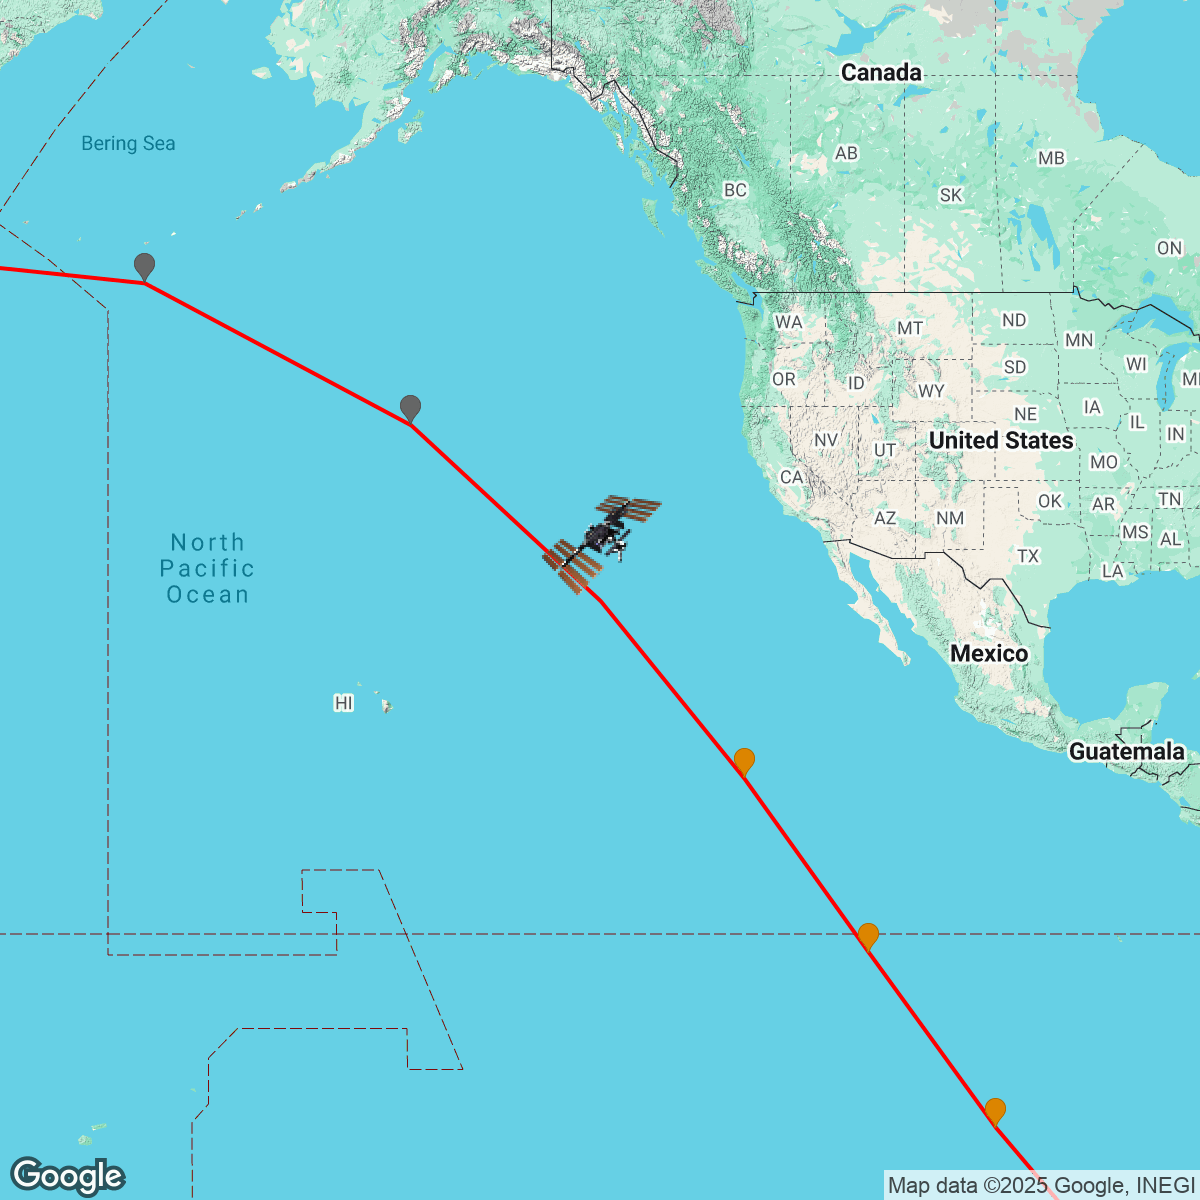 Canada
Bering Sea
AB
MB
BC
SK
ON
WA
MT
ND
MN
OR
ID
SD
WI
MI
WY
NE
IA
NV
UT
United States
IL
IN
CA
MO
AZ
NM
OK
AR
TN
MS
AL
TX
LA
North
Pacific
Ocean
Mexico
HI
Guatemala
Google
Map data ©2025 Google, INEGI